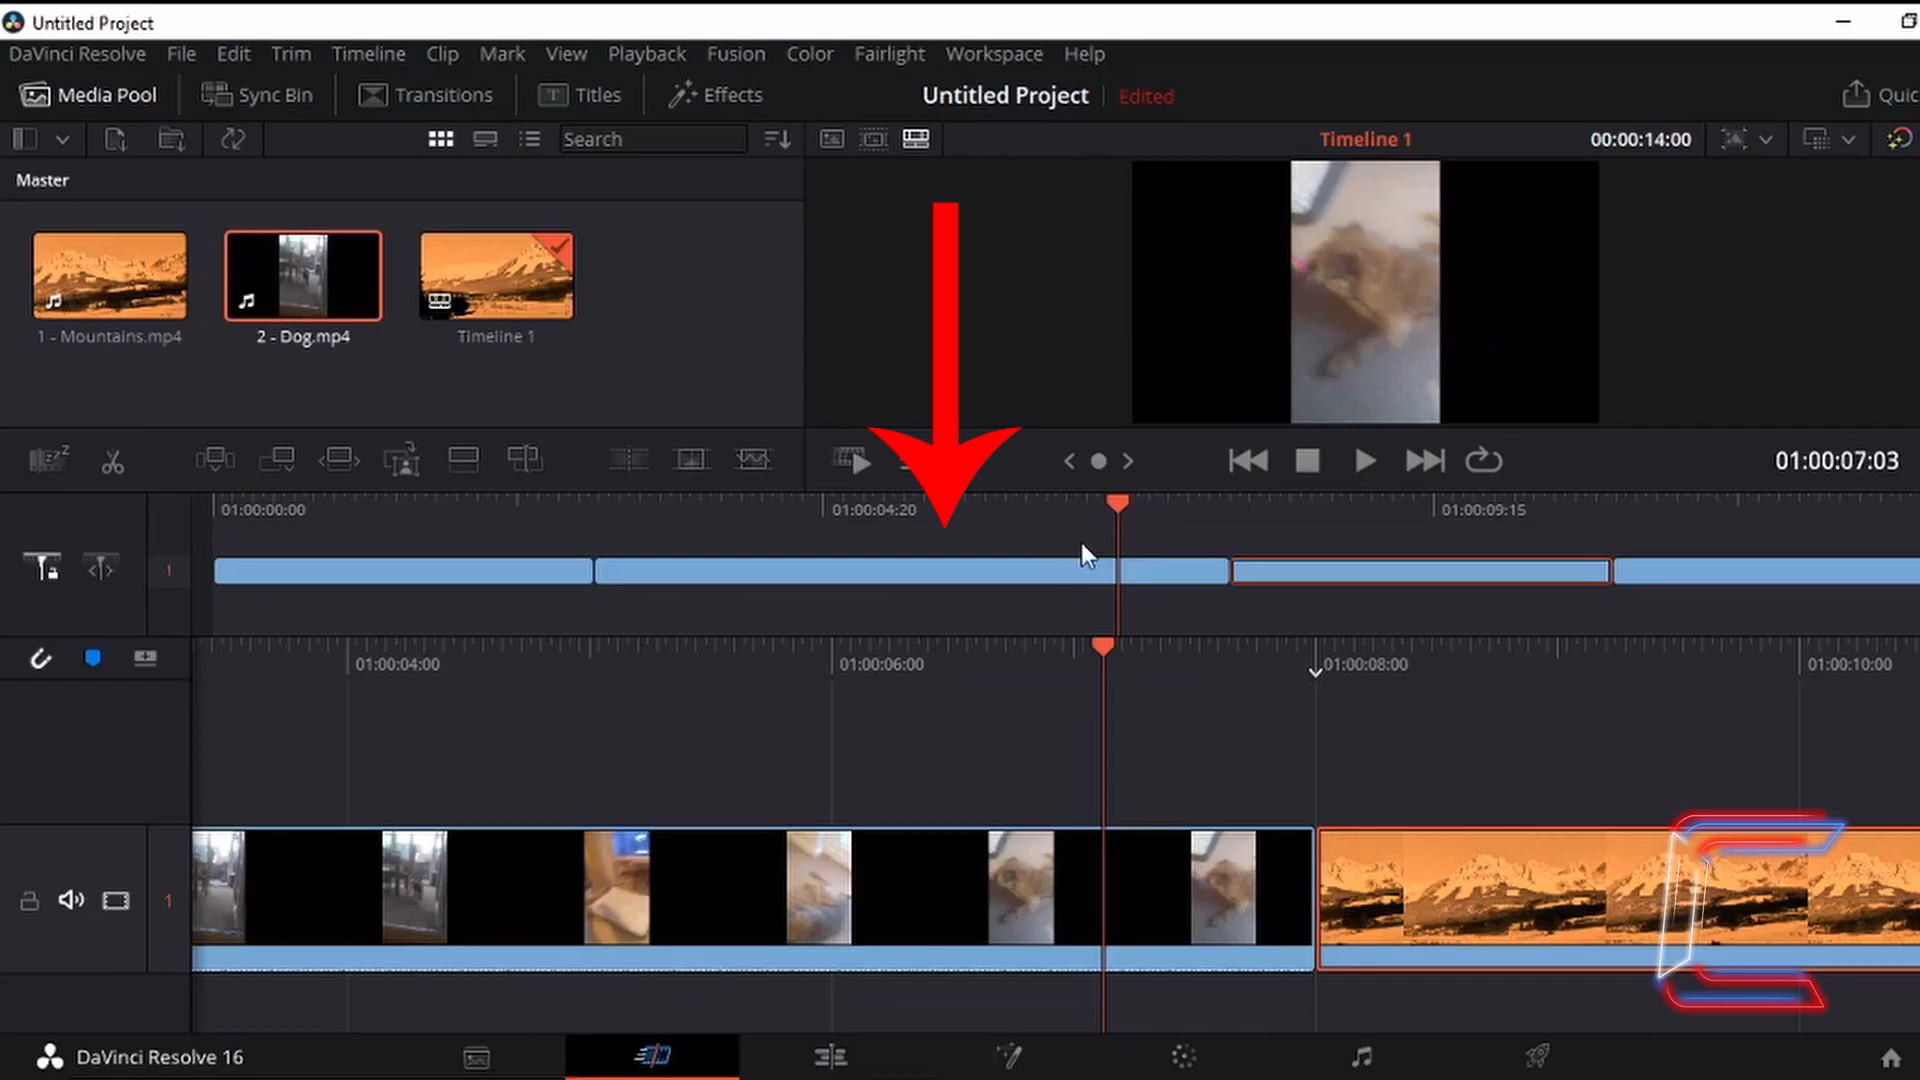 Untitled Project
DaVinci Resolve File Edit Trim Timeline Clip Mark View Playback Fusion Color Fairlight Workspace Help
Media Pool Sync Bin Transitions Titles Effects Untitled Project Edited Quic
Search Timeline 1 00:00:14:00
Master
1 - Mountains.mp4 2 - Dog.mp4 Timeline 1
01:00:07:03
01:00:00:00 01:00:04:20 01:00:09:15
1
01:00:04:00 01:00:06:00 01:00:08:00 01:00:10:00
1
DaVinci Resolve 16